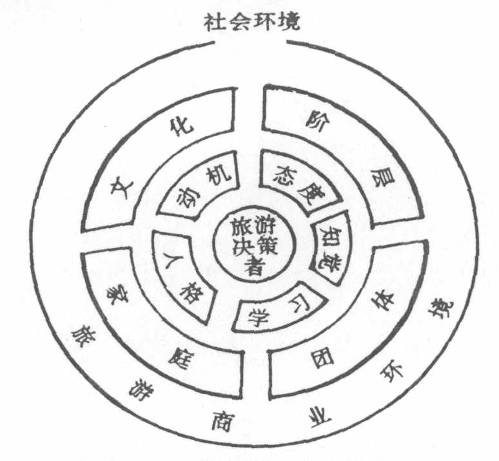 社会环境
文化
阶层
动机
态度
旅游
决策
者
知觉
人格
学习
家庭
团体
旅游商业环境